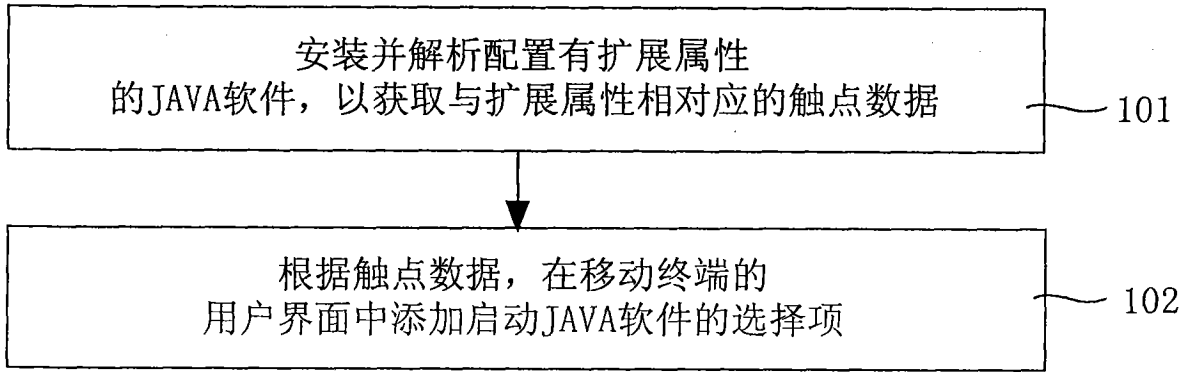 安装并解析配置有扩展属性
的JAVA软件，以获取与扩展属性相对应的触点数据
101
根据触点数据，在移动终端的
用户界面中添加启动JAVA软件的选择项
102